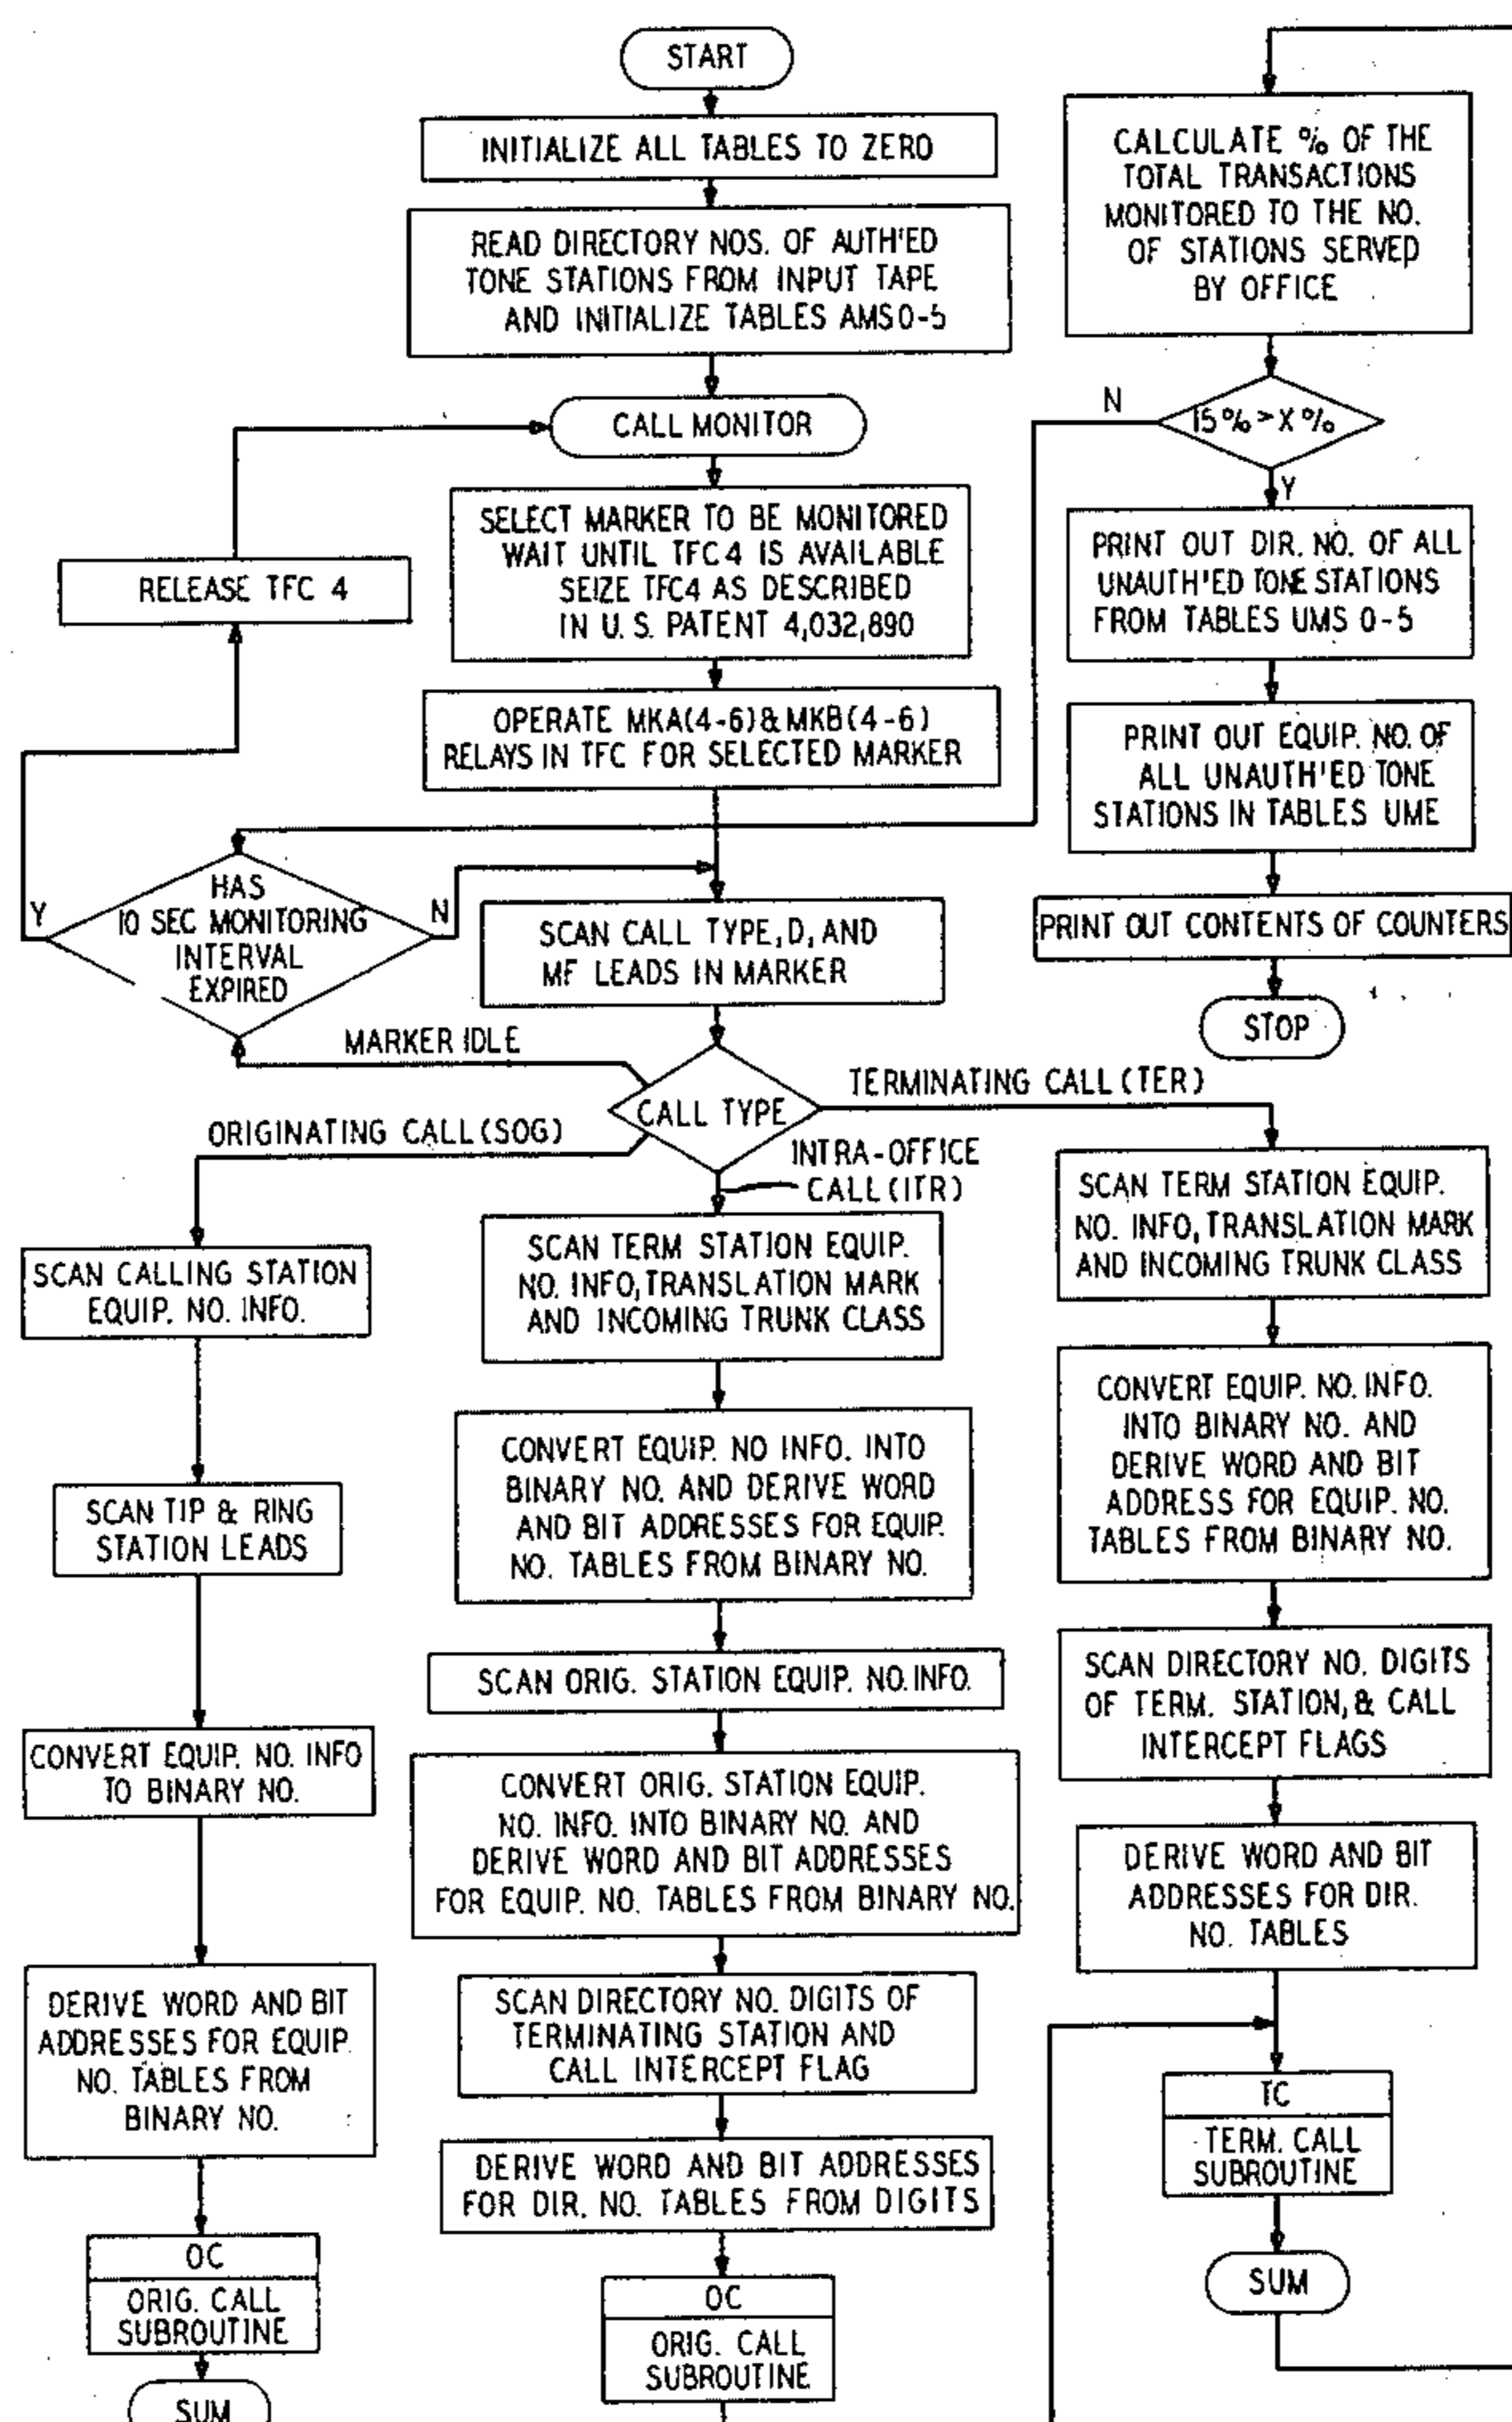 START
INITIALIZE ALL TABLES TO ZERO
READ DIRECTORY NOS. OF AUTH'ED
TONE STATIONS FROM INPUT TAPE
AND INITIALIZE TABLES AMS0-5
CALL MONITOR
SELECT MARKER TO BE MONITORED
WAIT UNTIL TFC4 IS AVAILABLE
SEIZE TFC4 AS DESCRIBED
IN U.S. PATENT 4,032,890
RELEASE TFC 4
OPERATE MKA(4-6)&MKB(4-6)
RELAYS IN TFC FOR SELECTED MARKER
HAS
10 SEC MONITORING
INTERVAL
EXPIRED
Y
N
SCAN CALL TYPE, D, AND
MF LEADS IN MARKER
MARKER IDLE
CALL TYPE
ORIGINATING CALL(SOG)
INTRA-OFFICE
CALL(ITR)
TERMINATING CALL(TER)
SCAN CALLING STATION
EQUIP. NO. INFO.
SCAN TIP & RING
STATION LEADS
CONVERT EQUIP. NO. INFO
TO BINARY NO.
DERIVE WORD AND BIT
ADDRESSES FOR EQUIP.
NO. TABLES FROM
BINARY NO.
OC
ORIG. CALL
SUBROUTINE
SUM
SCAN TERM STATION EQUIP.
NO. INFO, TRANSLATION MARK
AND INCOMING TRUNK CLASS
CONVERT EQUIP. NO INFO. INTO
BINARY NO. AND DERIVE WORD
AND BIT ADDRESSES FOR EQUIP.
NO. TABLES FROM BINARY NO.
SCAN ORIG. STATION EQUIP. NO. INFO.
CONVERT ORIG. STATION EQUIP.
NO. INFO. INTO BINARY NO. AND
DERIVE WORD AND BIT ADDRESSES
FOR EQUIP. NO. TABLES FROM BINARY NO.
SCAN DIRECTORY NO. DIGITS OF
TERMINATING STATION AND
CALL INTERCEPT FLAG
DERIVE WORD AND BIT ADDRESSES
FOR DIR. NO. TABLES FROM DIGITS
OC
ORIG. CALL
SUBROUTINE
CALCULATE % OF THE
TOTAL TRANSACTIONS
MONITORED TO THE NO.
OF STATIONS SERVED
BY OFFICE
N
15% > X%
Y
PRINT OUT DIR. NO. OF ALL
UNAUTH'ED TONE STATIONS
FROM TABLES UMS 0-5
PRINT OUT EQUIP. NO. OF
ALL UNAUTH'ED TONE
STATIONS IN TABLES UME
PRINT OUT CONTENTS OF COUNTERS
STOP
SCAN TERM STATION EQUIP.
NO. INFO, TRANSLATION MARK
AND INCOMING TRUNK CLASS
CONVERT EQUIP. NO. INFO.
INTO BINARY NO. AND
DERIVE WORD AND BIT
ADDRESS FOR EQUIP. NO.
TABLES FROM BINARY NO.
SCAN DIRECTORY NO. DIGITS
OF TERM. STATION, & CALL
INTERCEPT FLAGS
DERIVE WORD AND BIT
ADDRESSES FOR DIR.
NO. TABLES
TC
TERM. CALL
SUBROUTINE
SUM